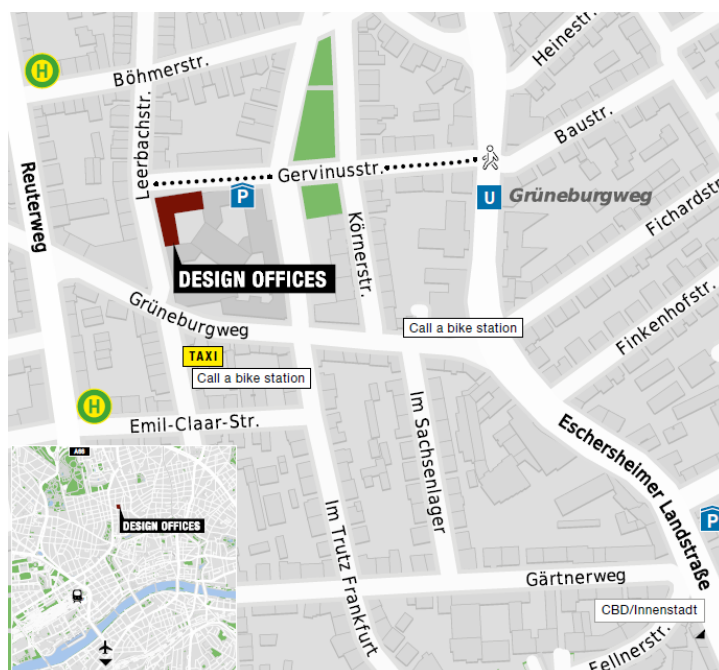 H
Böhmerstr.
Heinestr.
Leerbachstr.
Baustr.
Gervinusstr.
Reuterweg
P
U
Grüneburgweg
Fichardstr.
Körnerstr.
DESIGN OFFICES
Finkenhofstr.
Grüneburgweg
Call a bike station
TAXI
Call a bike station
H
Emil-Claar-Str.
Im Sachsenlager
Eschersheimer Landstraße
A66
DESIGN OFFICES
Im Trutz Frankfurt
P
Gärtnerweg
CBD/Innenstadt
Fellnerstr.